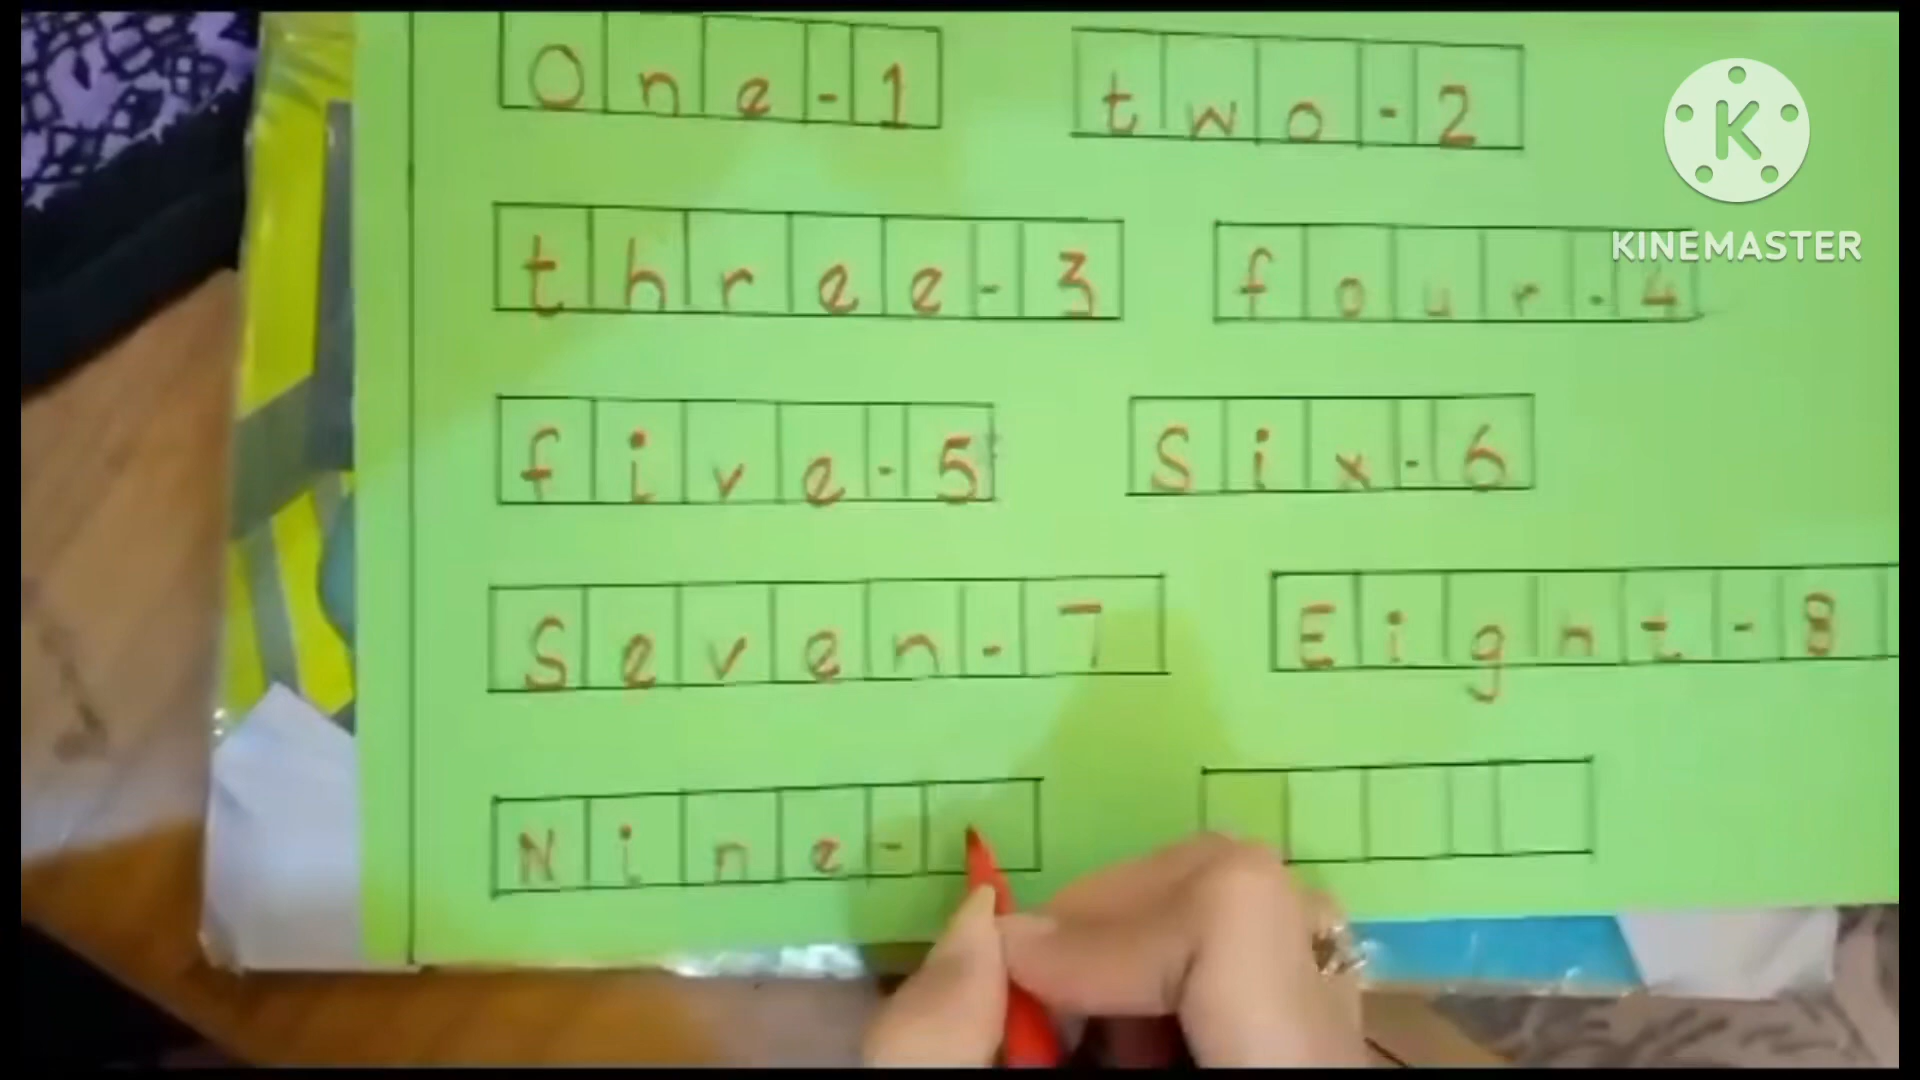 One-1 two-2
three-3 four-4
five-5 Six-6
Seven-7 Eight-8
Nine-
K
KINEMASTER